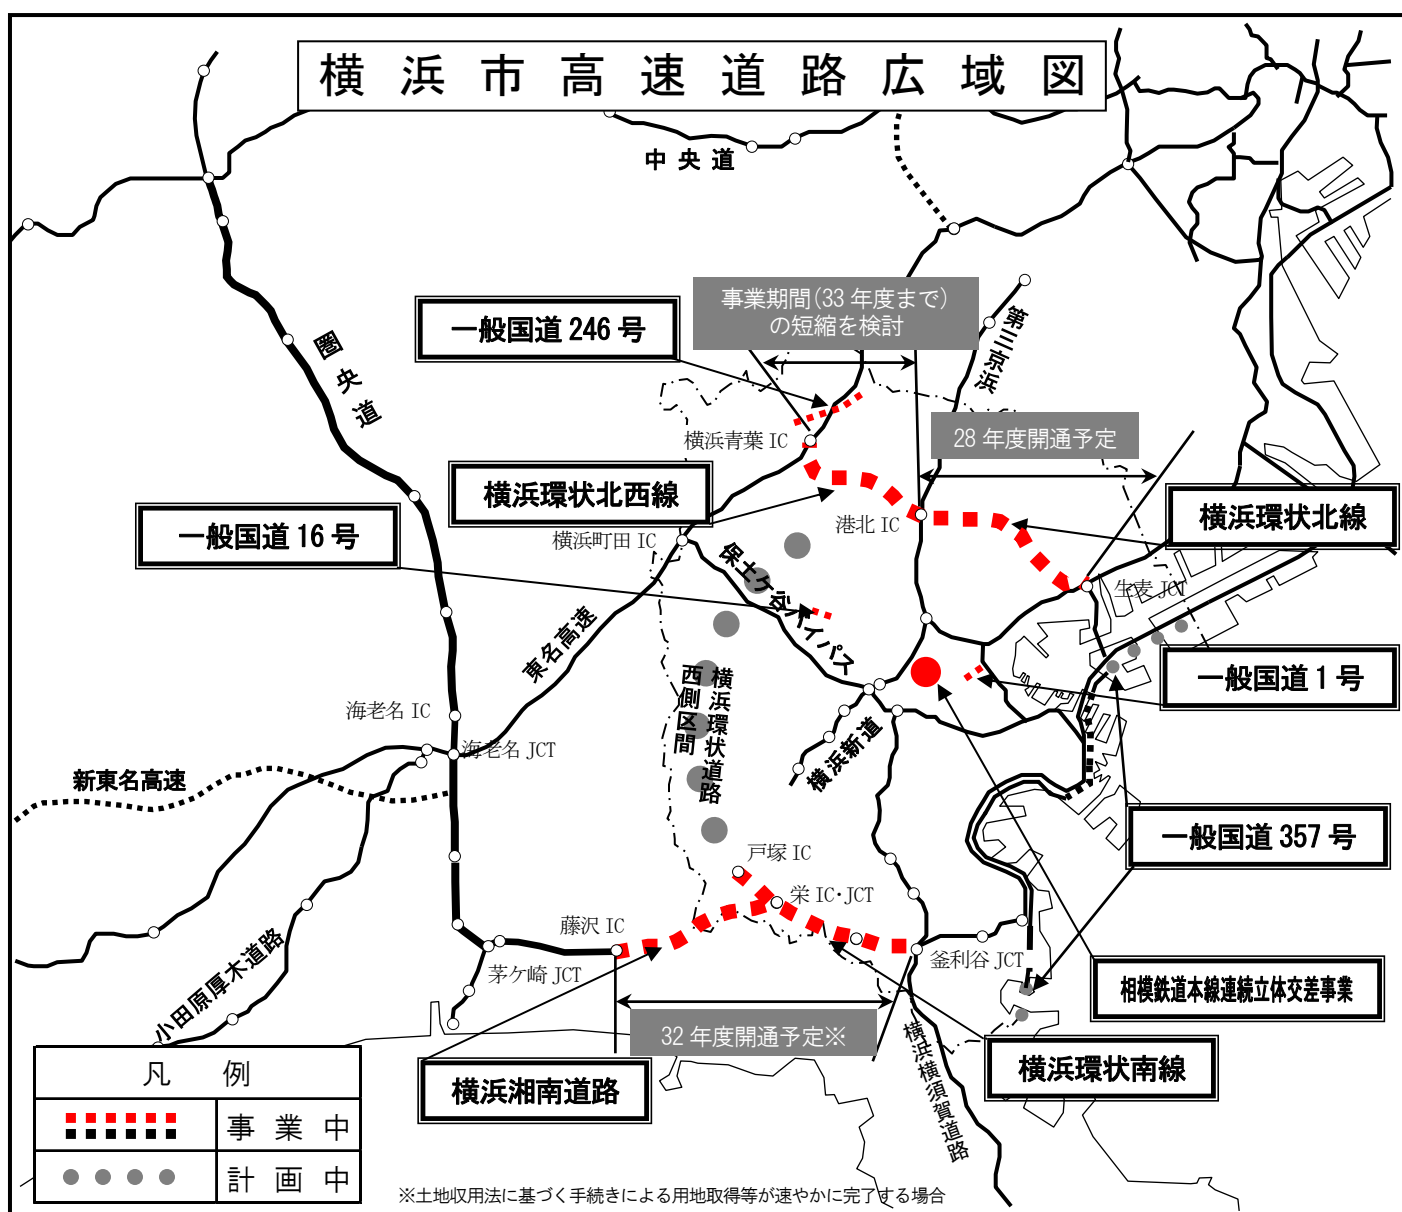 横浜市高速道路広域図
中央道
事業期間(33年度まで)
の短縮を検討
一般国道246号
第三京浜
圏央道
28年度開通予定
横浜青葉IC
横浜環状北西線
横浜環状北線
港北IC
一般国道16号
横浜町田IC
保土ケ谷バイパス
生麦JCT
東名高速
一般国道1号
横浜環状道路
西側区間
海老名IC
海老名JCT
横浜新道
新東名高速
一般国道357号
戸塚IC
栄IC・JCT
藤沢IC
釜利谷JCT
茅ケ崎JCT
相模鉄道本線連続立体交差事業
小田原厚木道路
32年度開通予定※
横浜横須賀道路
横浜環状南線
横浜湘南道路
凡例
事業中
計画中
※土地収用法に基づく手続きによる用地取得等が速やかに完了する場合